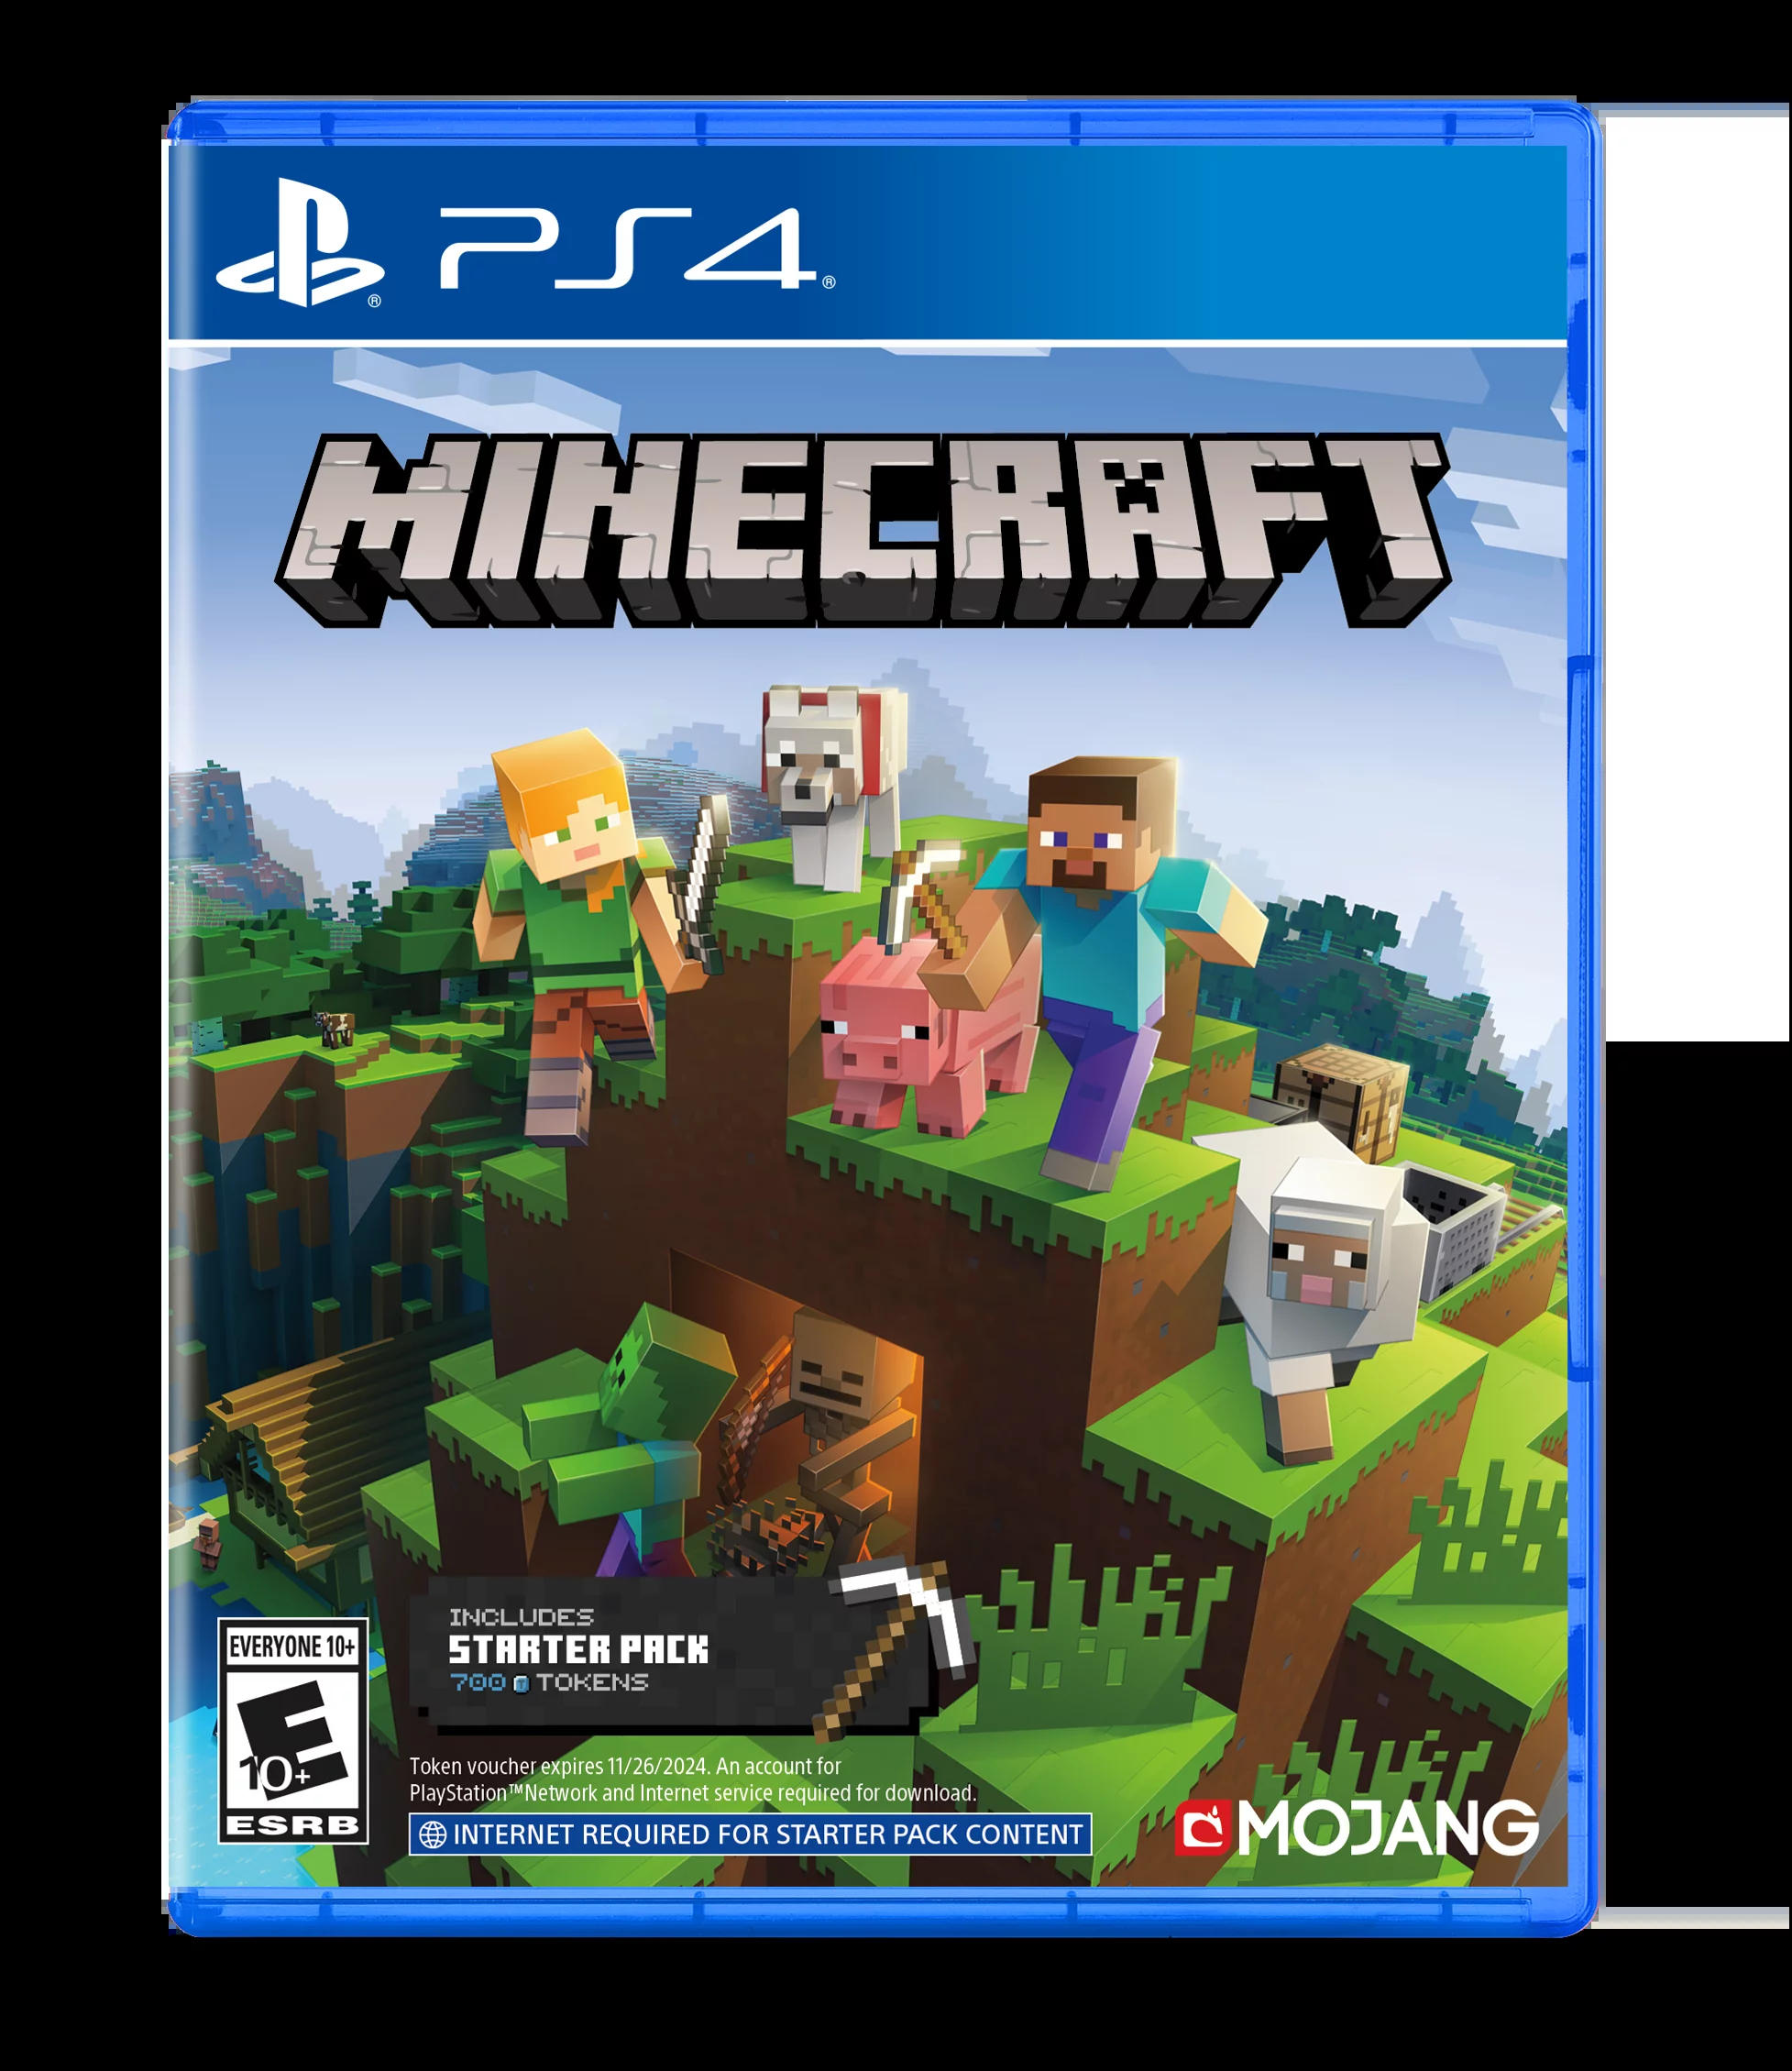 PS4®
MINECRAFT
INCLUDES
STARTER PACK
700 TOKENS
EVERYONE 10+
E
10+
ESRB
Token voucher expires 11/26/2024. An account for
PlayStation™Network and Internet service required for download.
INTERNET REQUIRED FOR STARTER PACK CONTENT
MOJANG